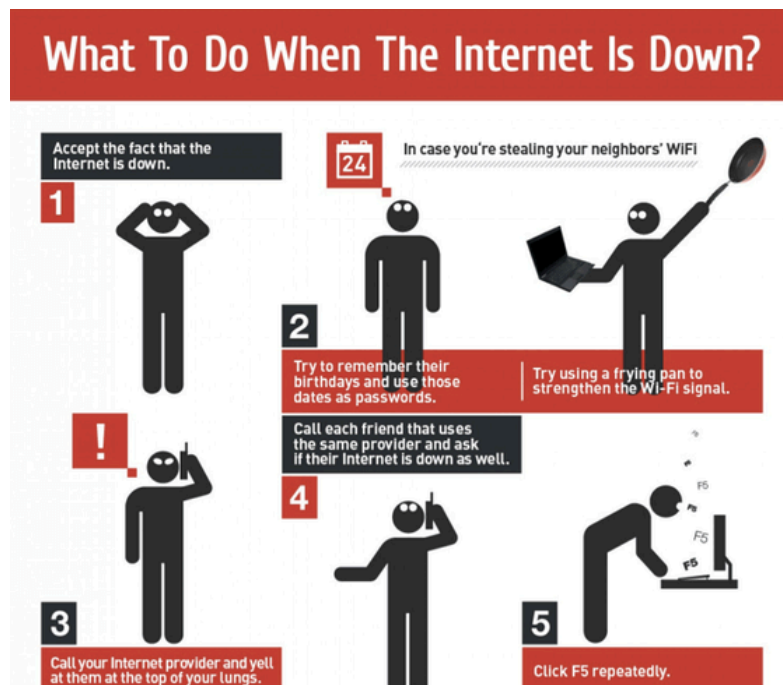 What To Do When The Internet Is Down?
Accept the fact that the
Internet is down.
1
24
In case you're stealing your neighbors' WiFi
2
Try to remember their
birthdays and use those
dates as passwords.
Try using a frying pan to
strengthen the Wi-Fi signal.
!
3
Call your Internet provider and yell
at them at the top of your lungs.
Call each friend that uses
the same provider and ask
if their Internet is down as well.
4
F5
F5
F5
F5
5
Click F5 repeatedly.